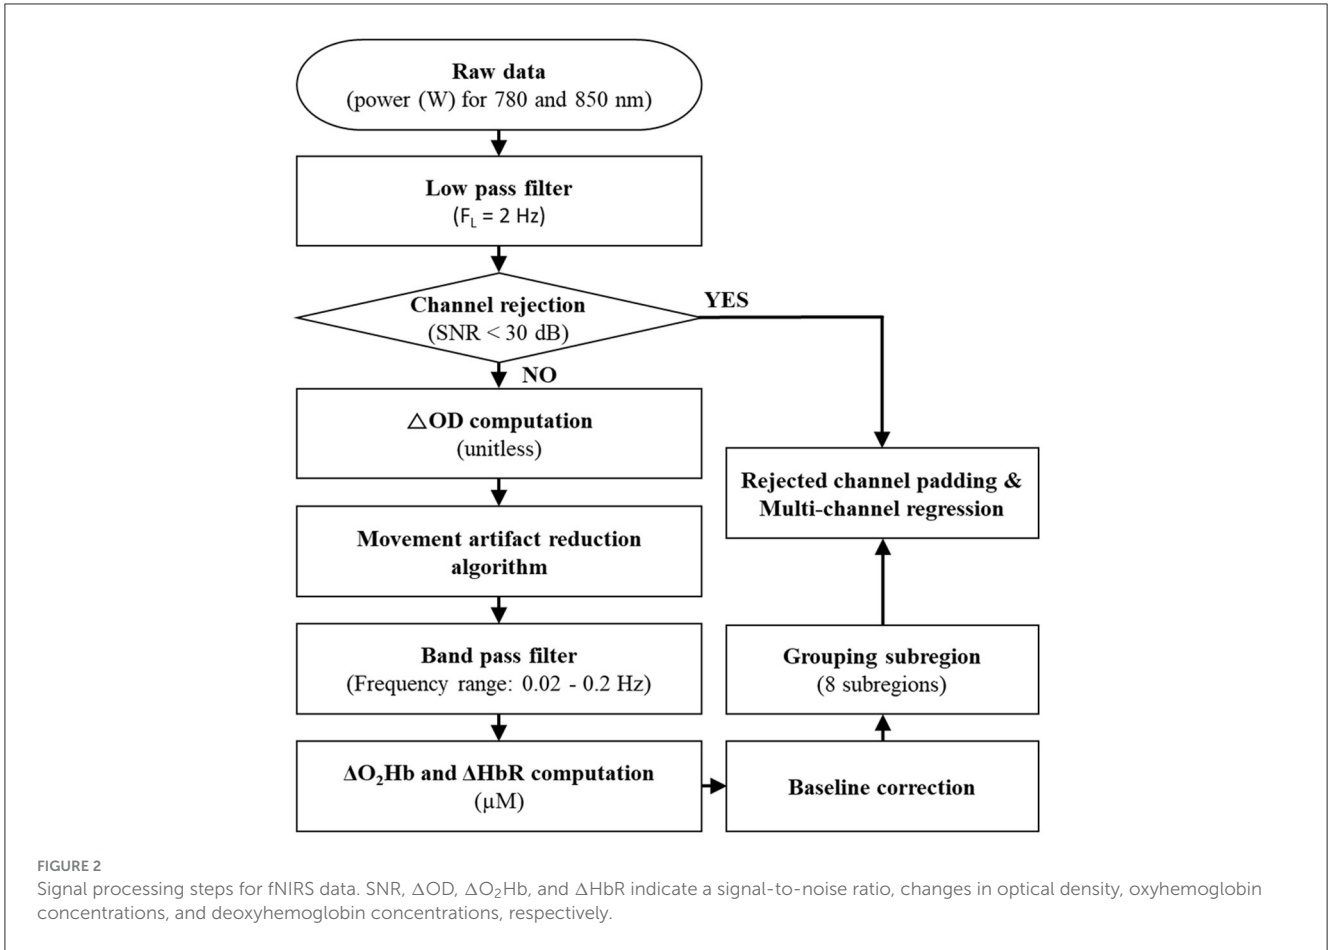 Raw data
(power (W) for 780 and 850 nm)
Low pass filter
(F_L = 2 Hz)
Channel rejection
(SNR < 30 dB)
YES
NO
△OD computation
(unitless)
Movement artifact reduction
algorithm
Band pass filter
(Frequency range: 0.02 - 0.2 Hz)
ΔO₂Hb and ΔHbR computation
(μM)
Baseline correction
Grouping subregion
(8 subregions)
Rejected channel padding &
Multi-channel regression
FIGURE 2
Signal processing steps for fNIRS data. SNR, ΔOD, ΔO₂Hb, and ΔHbR indicate a signal-to-noise ratio, changes in optical density, oxyhemoglobin
concentrations, and deoxyhemoglobin concentrations, respectively.